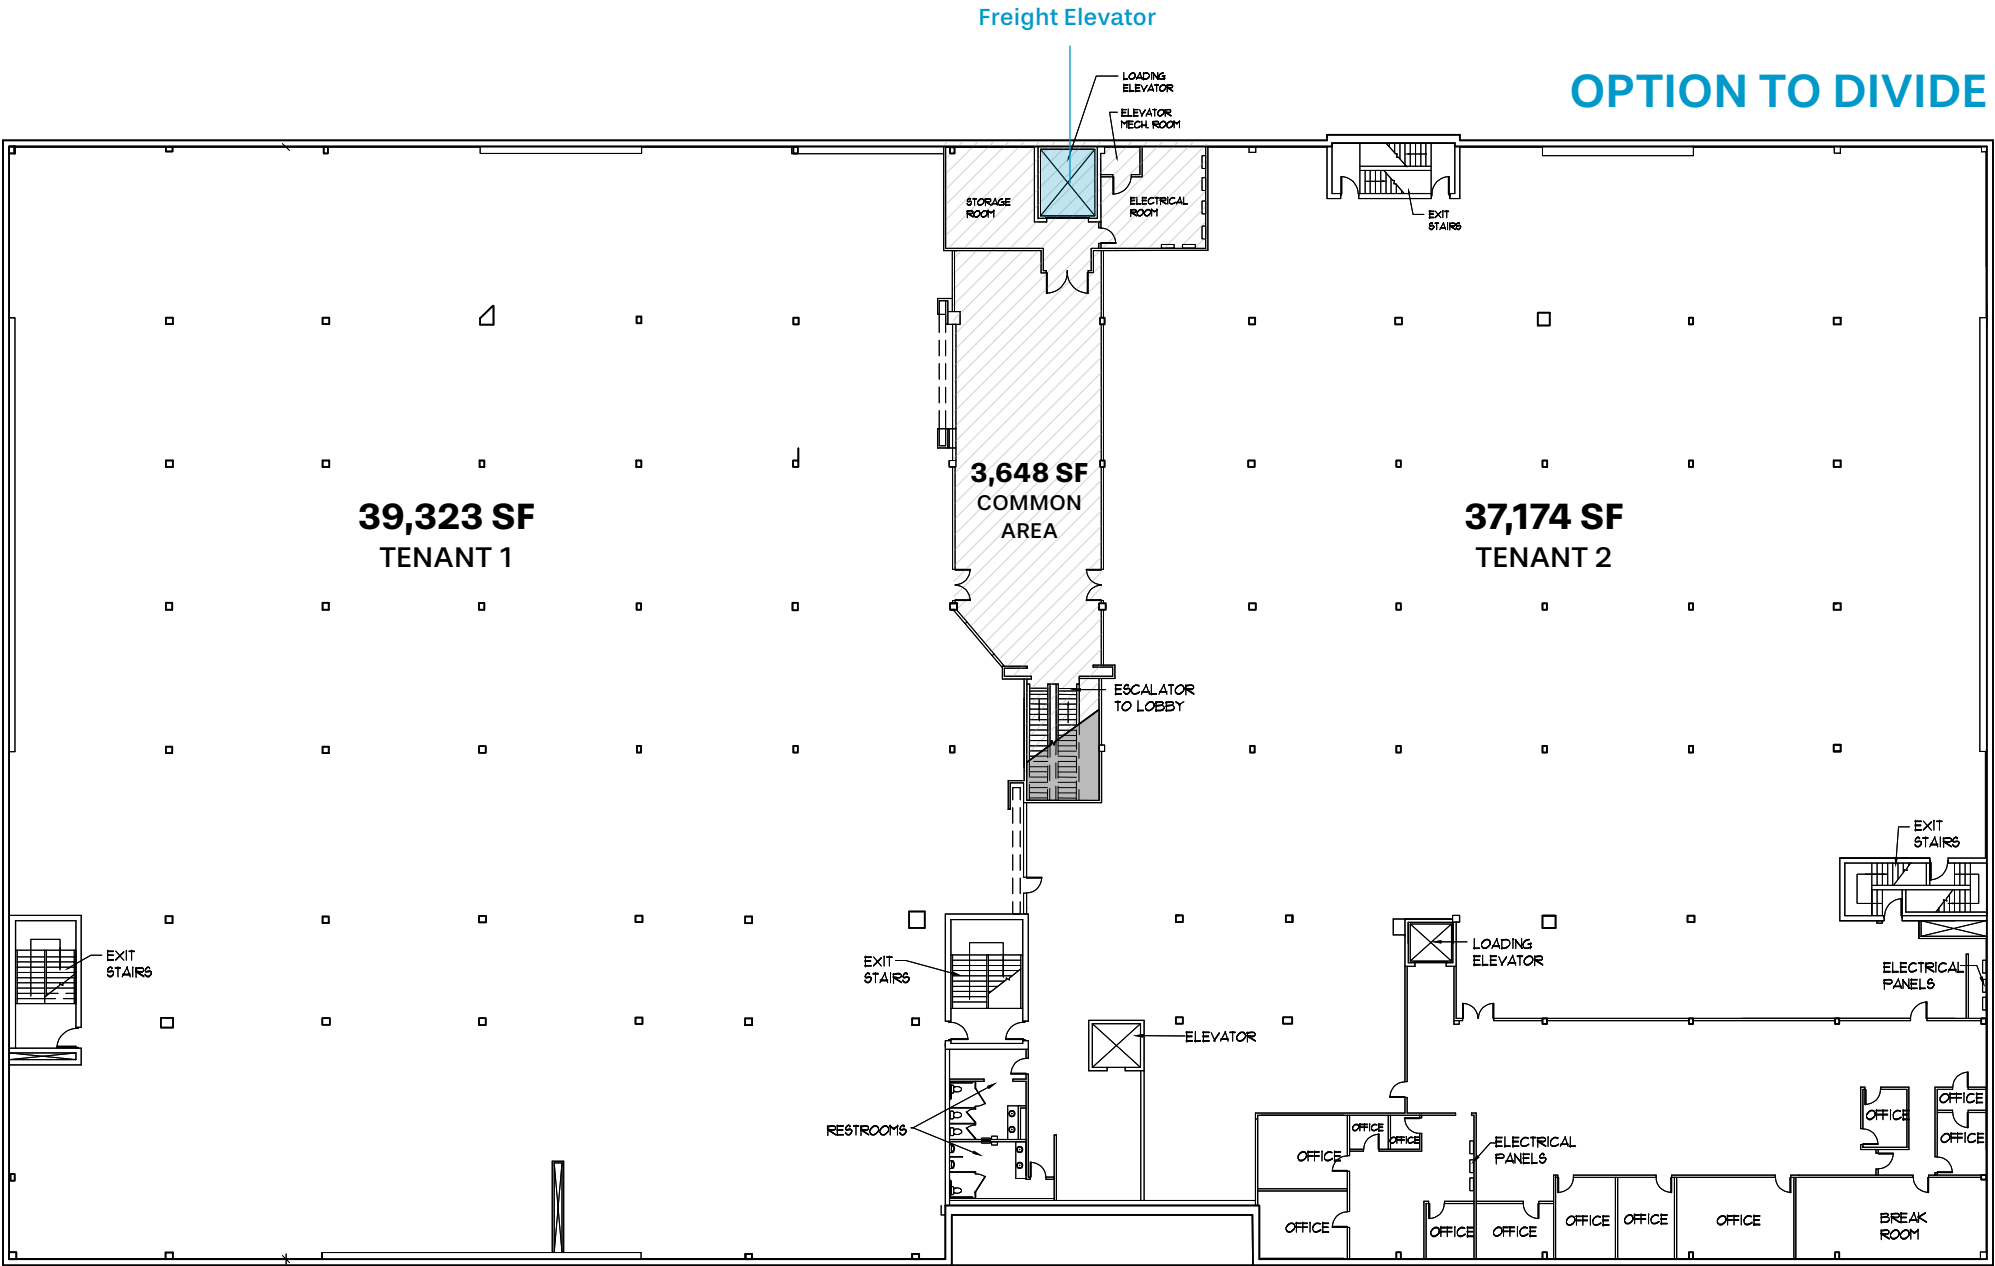 Freight Elevator
OPTION TO DIVIDE
LOADING
ELEVATOR
ELEVATOR
MECH. ROOM
STORAGE
ROOM
ELECTRICAL
ROOM
EXIT
STAIRS
39,323 SF
TENANT 1
3,648 SF
COMMON
AREA
37,174 SF
TENANT 2
ESCALATOR
TO LOBBY
EXIT
STAIRS
EXIT
STAIRS
EXIT
STAIRS
LOADING
ELEVATOR
ELECTRICAL
PANELS
ELEVATOR
RESTROOMS
OFFICE
OFFICE
OFFICE
OFFICE
OFFICE
OFFICE
OFFICE
ELECTRICAL
PANELS
OFFICE
OFFICE
OFFICE
OFFICE
OFFICE
OFFICE
BREAK
ROOM